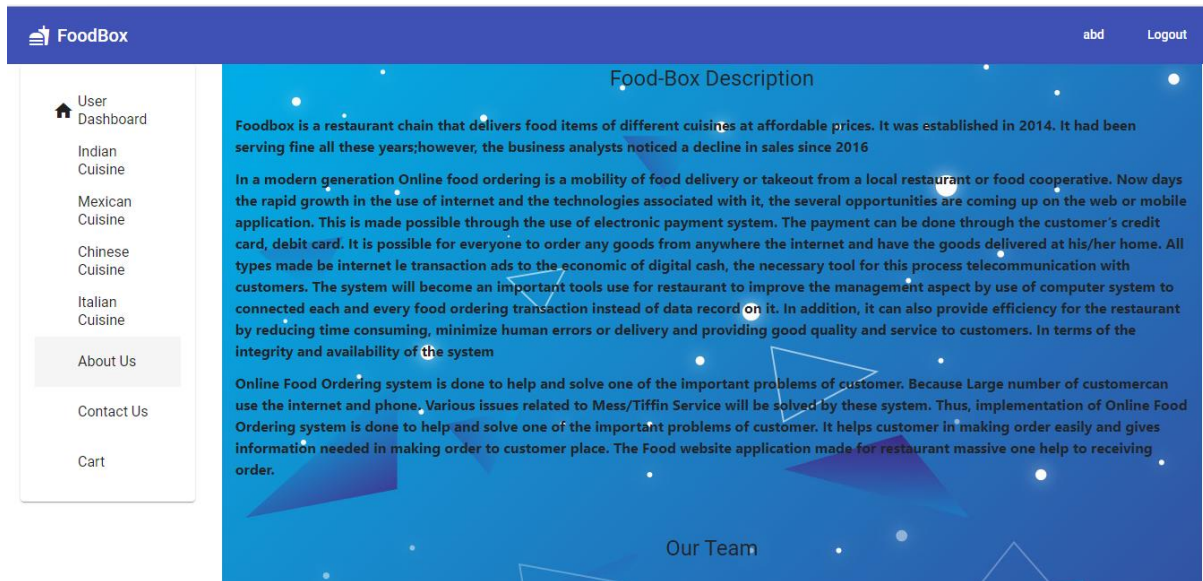 FoodBox
abd
Logout
User
Dashboard
Indian
Cuisine
Mexican
Cuisine
Chinese
Cuisine
Italian
Cuisine
About Us
Contact Us
Cart
Food-Box Description
Foodbox is a restaurant chain that delivers food items of different cuisines at affordable prices. It was established in 2014. It had been
serving fine all these years;however, the business analysts noticed a decline in sales since 2016
In a modern generation Online food ordering is a mobility of food delivery or takeout from a local restaurant or food cooperative. Now days
the rapid growth in the use of internet and the technologies associated with it, the several opportunities are coming up on the web or mobile
application. This is made possible through the use of electronic payment system. The payment can be done through the customer's credit
card, debit card. It is possible for everyone to order any goods from anywhere the internet and have the goods delivered at his/her home. All
types made be internet le transaction ads to the economic of digital cash, the necessary tool for this process telecommunication with
customers. The system will become an important tools use for restaurant to improve the management aspect by use of computer system to
connected each and every food ordering transaction instead of data record on it. In addition, it can also provide efficiency for the restaurant
by reducing time consuming, minimize human errors or delivery and providing good quality and service to customers. In terms of the
integrity and availability of the system
Online Food Ordering system is done to help and solve one of the important problems of customer. Because Large number of customercan
use the internet and phone. Various issues related to Mess/Tiffin Service will be solved by these system. Thus, implementation of Online Food
Ordering system is done to help and solve one of the important problems of customer. It helps customer in making order easily and gives
information needed in making order to customer place. The Food website application made for restaurant massive one help to receiving
order.
Our Team